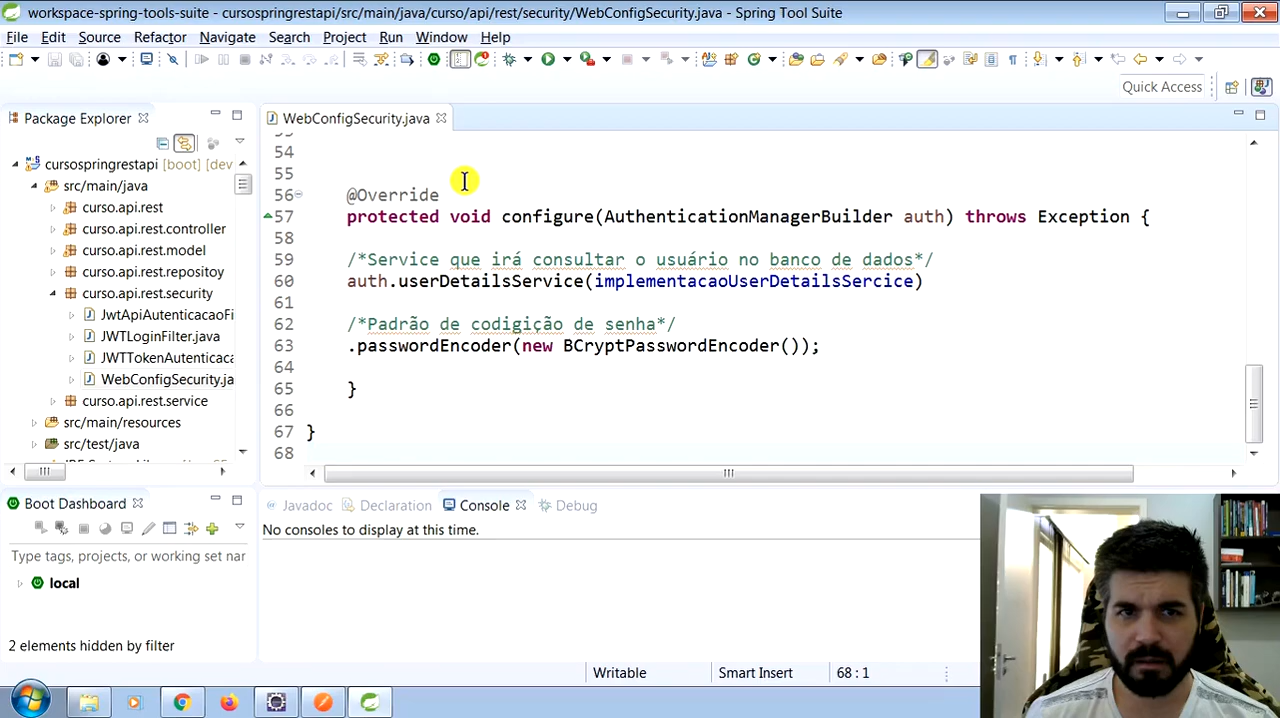 workspace-spring-tools-suite - cursospringrestapi/src/main/java/curso/api/rest/security/WebConfigSecurity.java - Spring Tool Suite
File Edit Source Refactor Navigate Search Project Run Window Help
Quick Access
Package Explorer
cursospringrestapi [boot] [dev
src/main/java
curso.api.rest
curso.api.rest.controller
curso.api.rest.model
curso.api.rest.repositoy
curso.api.rest.security
JwtApiAutenticacaoFi
JWTLoginFilter.java
JWTTokenAutenticaca
WebConfigSecurity.ja
curso.api.rest.service
src/main/resources
src/test/java
WebConfigSecurity.java
54
55
56 @Override
57 protected void configure(AuthenticationManagerBuilder auth) throws Exception {
58
59 /*Service que irá consultar o usuário no banco de dados*/
60 auth.userDetailsService(implementacaoUserDetailsSercice)
61
62 /*Padrão de codigição de senha*/
63 .passwordEncoder(new BCryptPasswordEncoder());
64
65 }
66
67 }
68
Boot Dashboard
Type tags, projects, or working set nar
local
2 elements hidden by filter
Javadoc Declaration Console Debug
No consoles to display at this time.
Writable Smart Insert 68 : 1